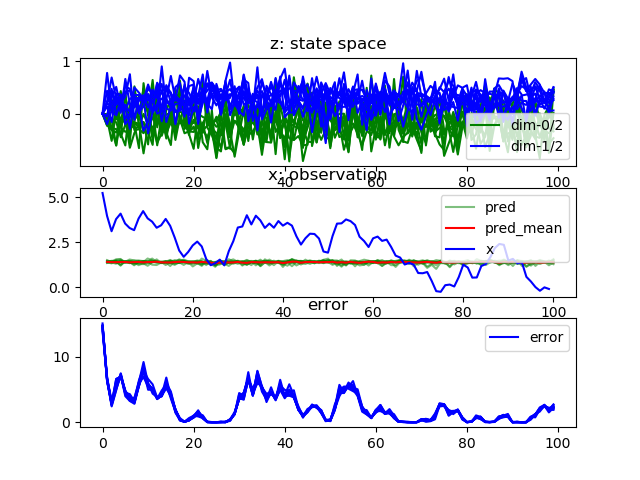 z: state space
1
0
dim-0/2
dim-1/2
0 20 40 60 80 100
x: observation
5.0
2.5
0.0
pred
pred_mean
x
0 20 40 60 80 100
error
10
0
error
0 20 40 60 80 100